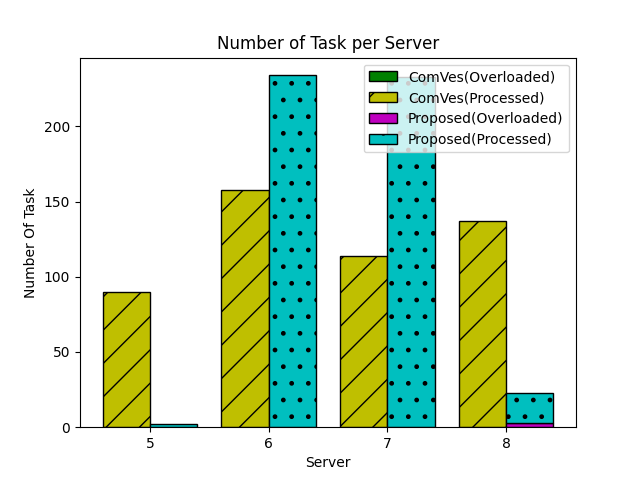 Number of Task per Server
ComVes(Overloaded)
ComVes(Processed)
Proposed(Overloaded)
Proposed(Processed)
Number Of Task
200
150
100
50
0
5 6 7 8
Server